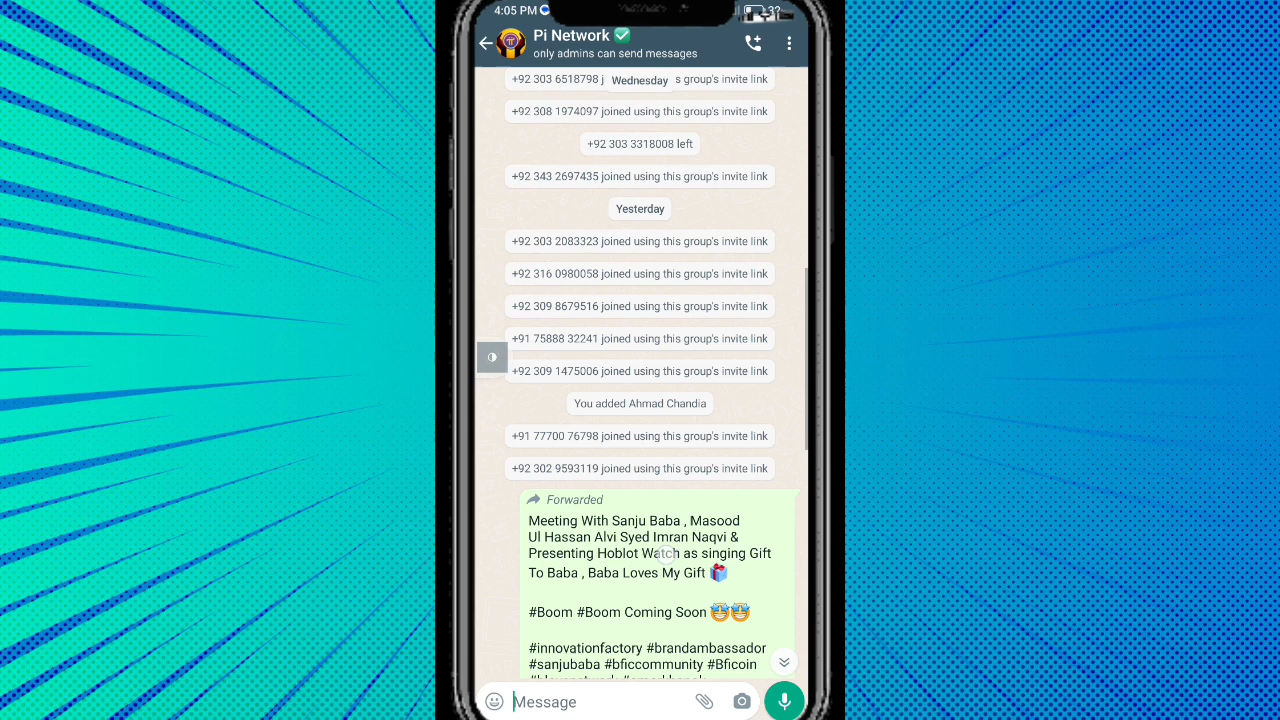 4:05 PM
Pi Network
only admins can send messages
+92 303 6518798 j Wednesday s group's invite link
+92 308 1974097 joined using this group's invite link
+92 303 3318008 left
+92 343 2697435 joined using this group's invite link
Yesterday
+92 303 2083323 joined using this group's invite link
+92 316 0980058 joined using this group's invite link
+92 309 8679516 joined using this group's invite link
+91 75888 32241 joined using this group's invite link
+92 309 1475006 joined using this group's invite link
You added Ahmad Chandia
+91 77700 76798 joined using this group's invite link
+92 302 9593119 joined using this group's invite link
Forwarded
Meeting With Sanju Baba , Masood
Ul Hassan Alvi Syed Imran Naqvi &
Presenting Hoblot Watch as singing Gift
To Baba , Baba Loves My Gift 🎁
#Boom #Boom Coming Soon 🤩🤩
#innovationfactory #brandambassador
#sanjubaba #bficcommunity #Bficoin
Message